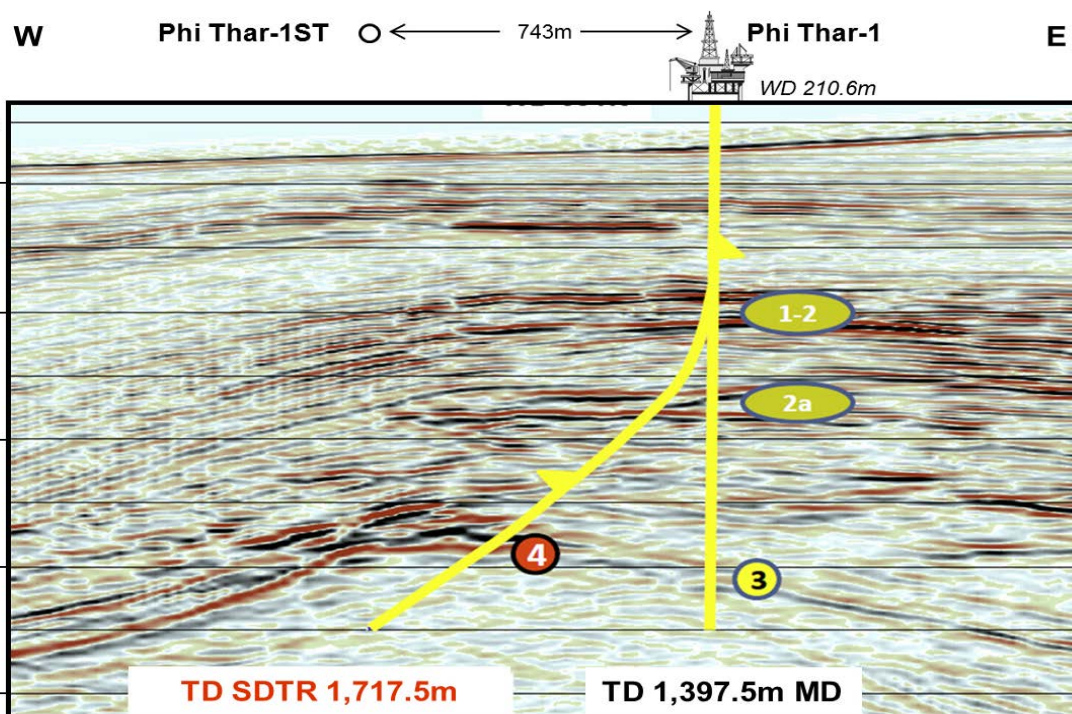 W Phi Thar-1ST 743m Phi Thar-1 E
WD 210.6m
1-2
2a
4
3
TD SDTR 1,717.5m TD 1,397.5m MD